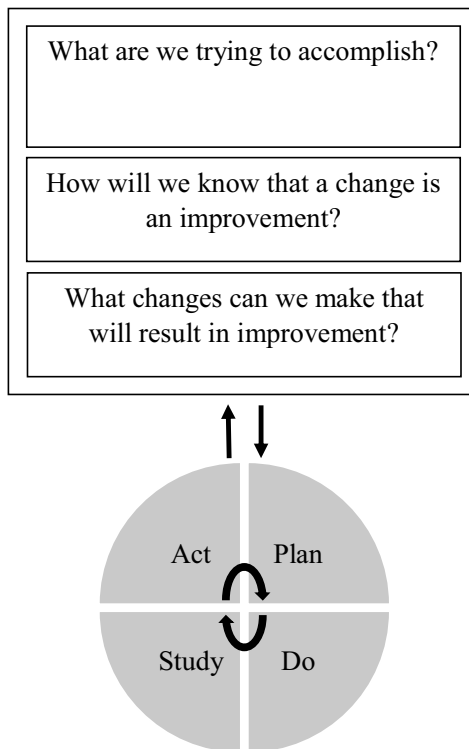 What are we trying to accomplish?
How will we know that a change is
an improvement?
What changes can we make that
will result in improvement?
Act
Plan
Study
Do